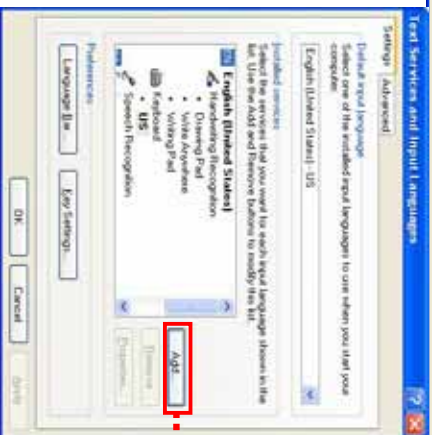 Text Services and Input Languages
Settings Advanced
Default input language
Select one of the installed input languages to use when you start your
computer.
English (United States) - US
Installed services
Select the services that you want for each input language shown in the
list. Use the Add and Remove buttons to modify this list.
English (United States)
Handwriting Recognition
• Drawing Pad
• Write Anywhere
• Writing Pad
Keyboard
• US
Speech Recognition
Add...
Remove
Properties...
Preferences
Language Bar...
Key Settings...
OK
Cancel
Apply